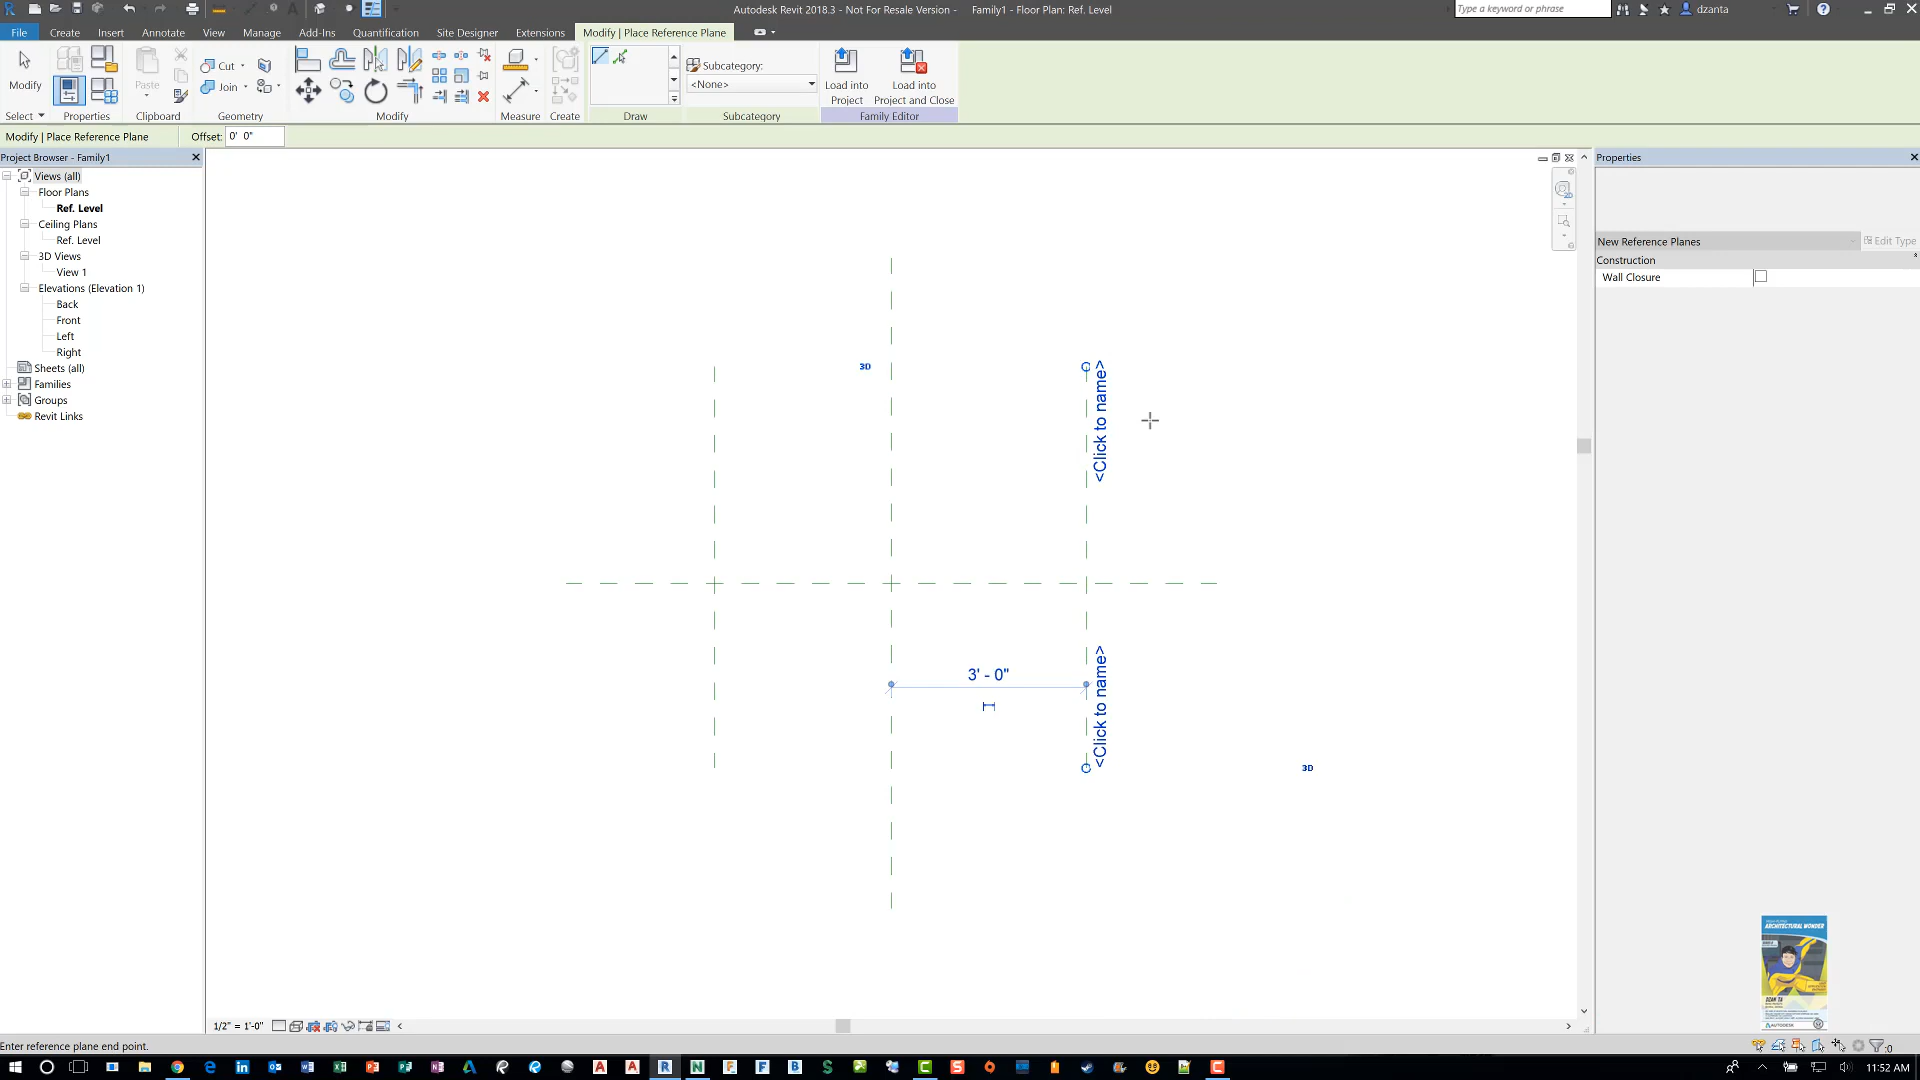 Autodesk Revit 2018.3 - Not For Resale Version - Family1 - Floor Plan: Ref. Level
Type a keyword or phrase
dzanta
File Create Insert Annotate View Manage Add-Ins Quantification Site Designer Extensions Modify | Place Reference Plane
Modify
Paste
Cut
Join
Subcategory:
<None>
Load into
Project
Load into
Project and Close
Select Properties Clipboard Geometry Modify Measure Create Draw Subcategory Family Editor
Modify | Place Reference Plane Offset: 0' 0"
Project Browser - Family1
Views (all)
Floor Plans
Ref. Level
Ceiling Plans
Ref. Level
3D Views
View 1
Elevations (Elevation 1)
Back
Front
Left
Right
Sheets (all)
Families
Groups
Revit Links
3D
<Click to name>
3' - 0"
<Click to name>
3D
Properties
New Reference Planes Edit Type
Construction
Wall Closure
ARCHITECTURAL WONDER
AUTODESK
1/2" = 1'-0"
Enter reference plane end point.
:0
11:52 AM